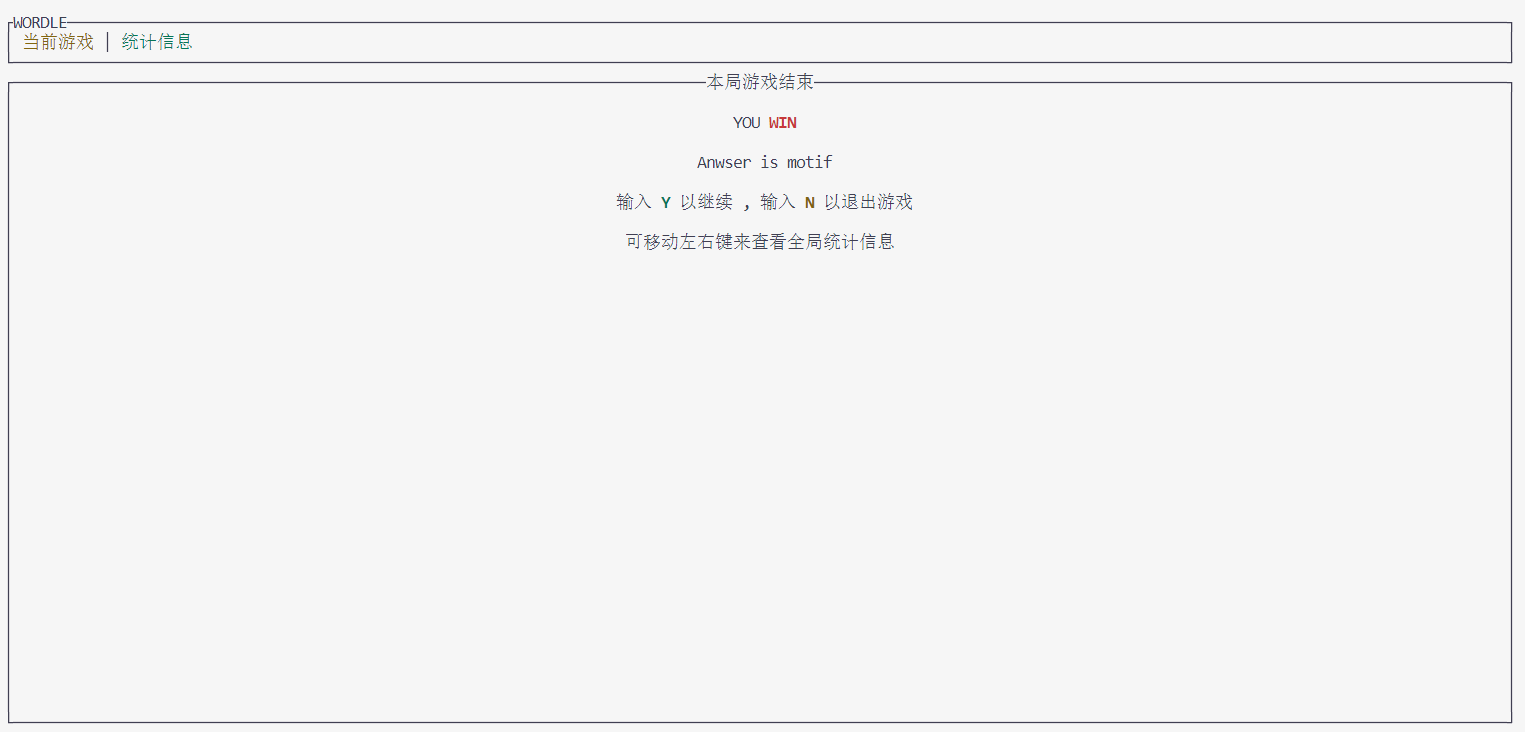 WORDLE
当前游戏 │ 统计信息
本局游戏结束
YOU WIN
Anwser is motif
输入 Y 以继续 ，输入 N 以退出游戏
可移动左右键来查看全局统计信息